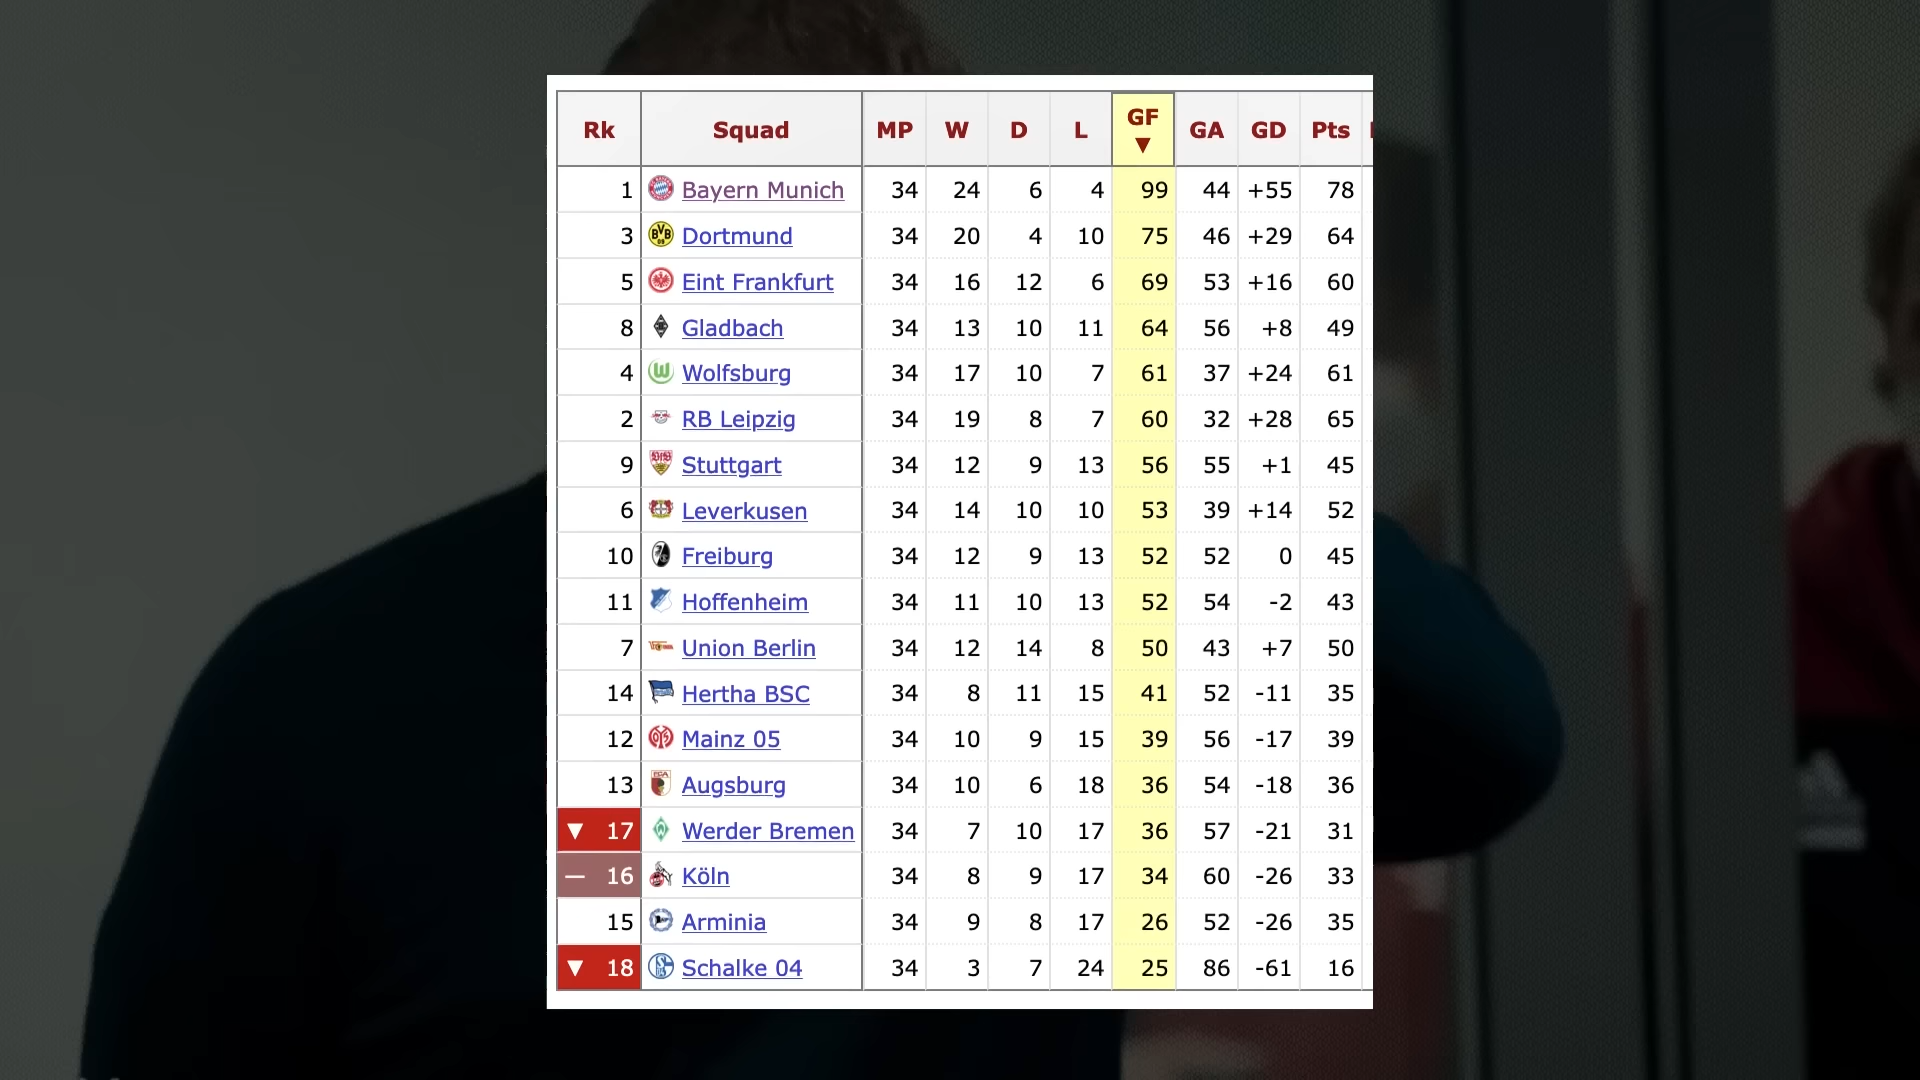 Rk Squad MP W D L GF ▼ GA GD Pts
1 Bayern Munich 34 24 6 4 99 44 +55 78
3 Dortmund 34 20 4 10 75 46 +29 64
5 Eint Frankfurt 34 16 12 6 69 53 +16 60
8 Gladbach 34 13 10 11 64 56 +8 49
4 Wolfsburg 34 17 10 7 61 37 +24 61
2 RB Leipzig 34 19 8 7 60 32 +28 65
9 Stuttgart 34 12 9 13 56 55 +1 45
6 Leverkusen 34 14 10 10 53 39 +14 52
10 Freiburg 34 12 9 13 52 52 0 45
11 Hoffenheim 34 11 10 13 52 54 -2 43
7 Union Berlin 34 12 14 8 50 43 +7 50
14 Hertha BSC 34 8 11 15 41 52 -11 35
12 Mainz 05 34 10 9 15 39 56 -17 39
13 Augsburg 34 10 6 18 36 54 -18 36
▼ 17 Werder Bremen 34 7 10 17 36 57 -21 31
— 16 Köln 34 8 9 17 34 60 -26 33
15 Arminia 34 9 8 17 26 52 -26 35
▼ 18 Schalke 04 34 3 7 24 25 86 -61 16